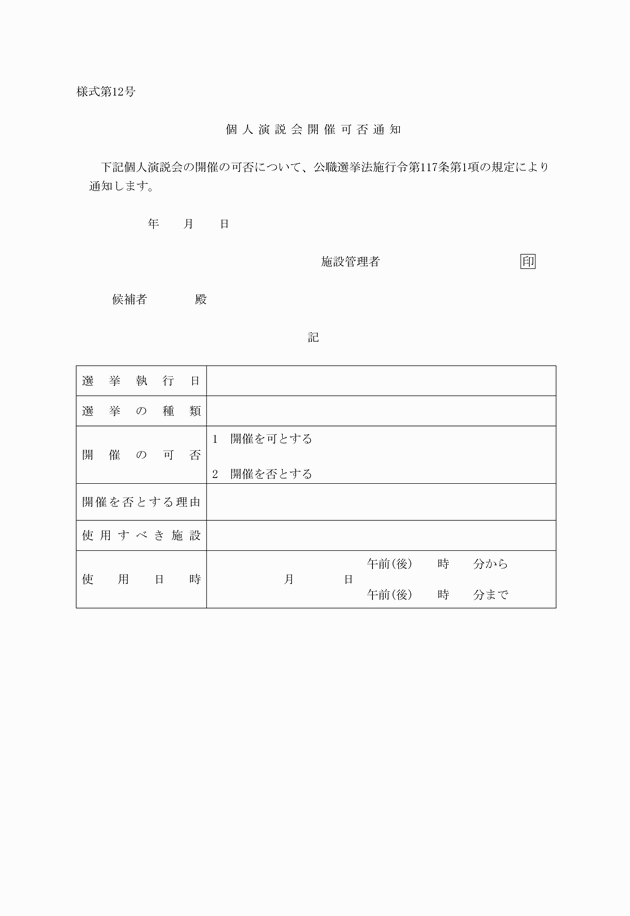 様式第12号
個人演説会開催可否通知
下記個人演説会の開催の可否について、公職選挙法施行令第117条第1項の規定により
通知します。
年　月　日
施設管理者　印
候補者　殿
記
選挙執行日
選挙の種類
開催の可否
1　開催を可とする
2　開催を否とする
開催を否とする理由
使用すべき施設
使用日時
月　日
午前(後)　時　分から
午前(後)　時　分まで